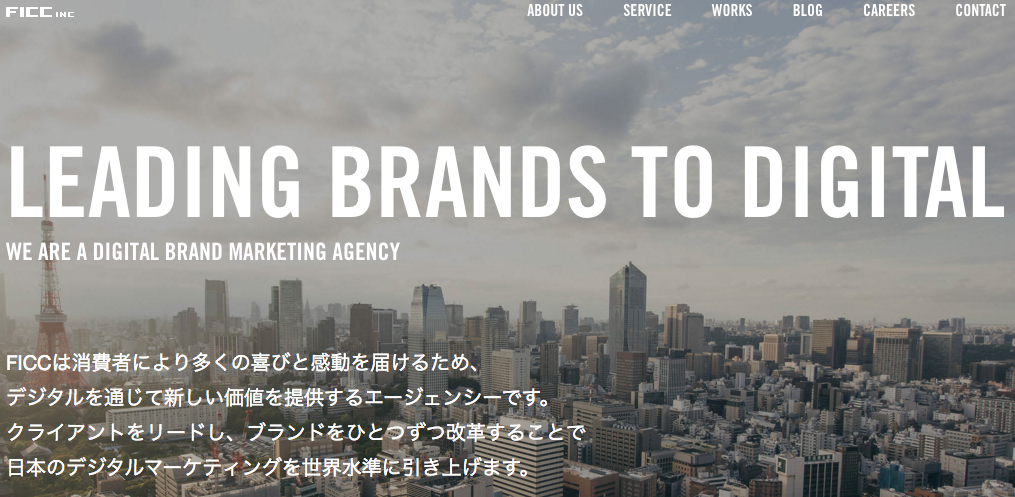 FICC INC
ABOUT US SERVICE WORKS BLOG CAREERS CONTACT
LEADING BRANDS TO DIGITAL
WE ARE A DIGITAL BRAND MARKETING AGENCY
FICCは消費者により多くの喜びと感動を届けるため、
デジタルを通じて新しい価値を提供するエージェンシーです。
クライアントをリードし、ブランドをひとつずつ改革することで
日本のデジタルマーケティングを世界水準に引き上げます。